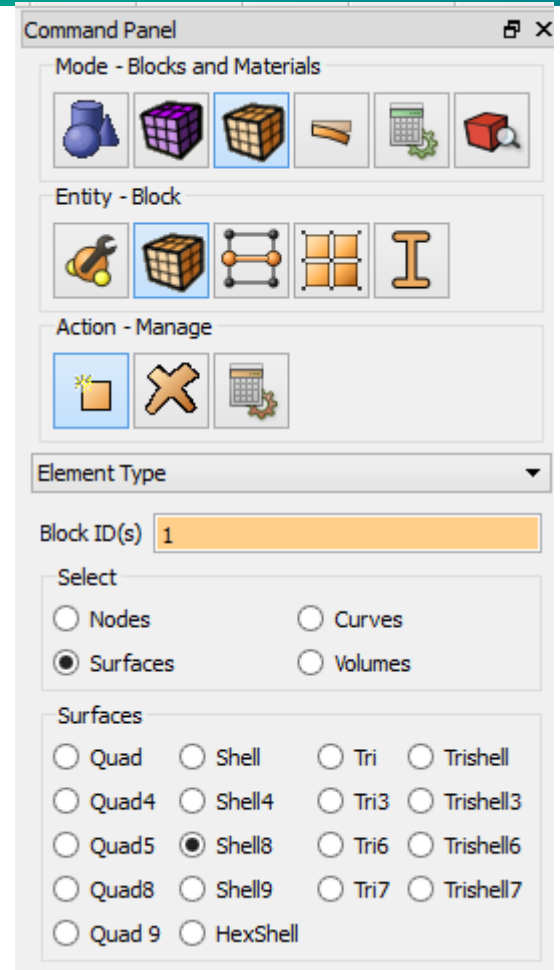 Command Panel
Mode - Blocks and Materials
Entity - Block
Action - Manage
Element Type
Block ID(s) 1
Select
Nodes Curves
Surfaces Volumes
Surfaces
Quad Shell Tri Trishell
Quad4 Shell4 Tri3 Trishell3
Quad5 Shell8 Tri6 Trishell6
Quad8 Shell9 Tri7 Trishell7
Quad 9 HexShell